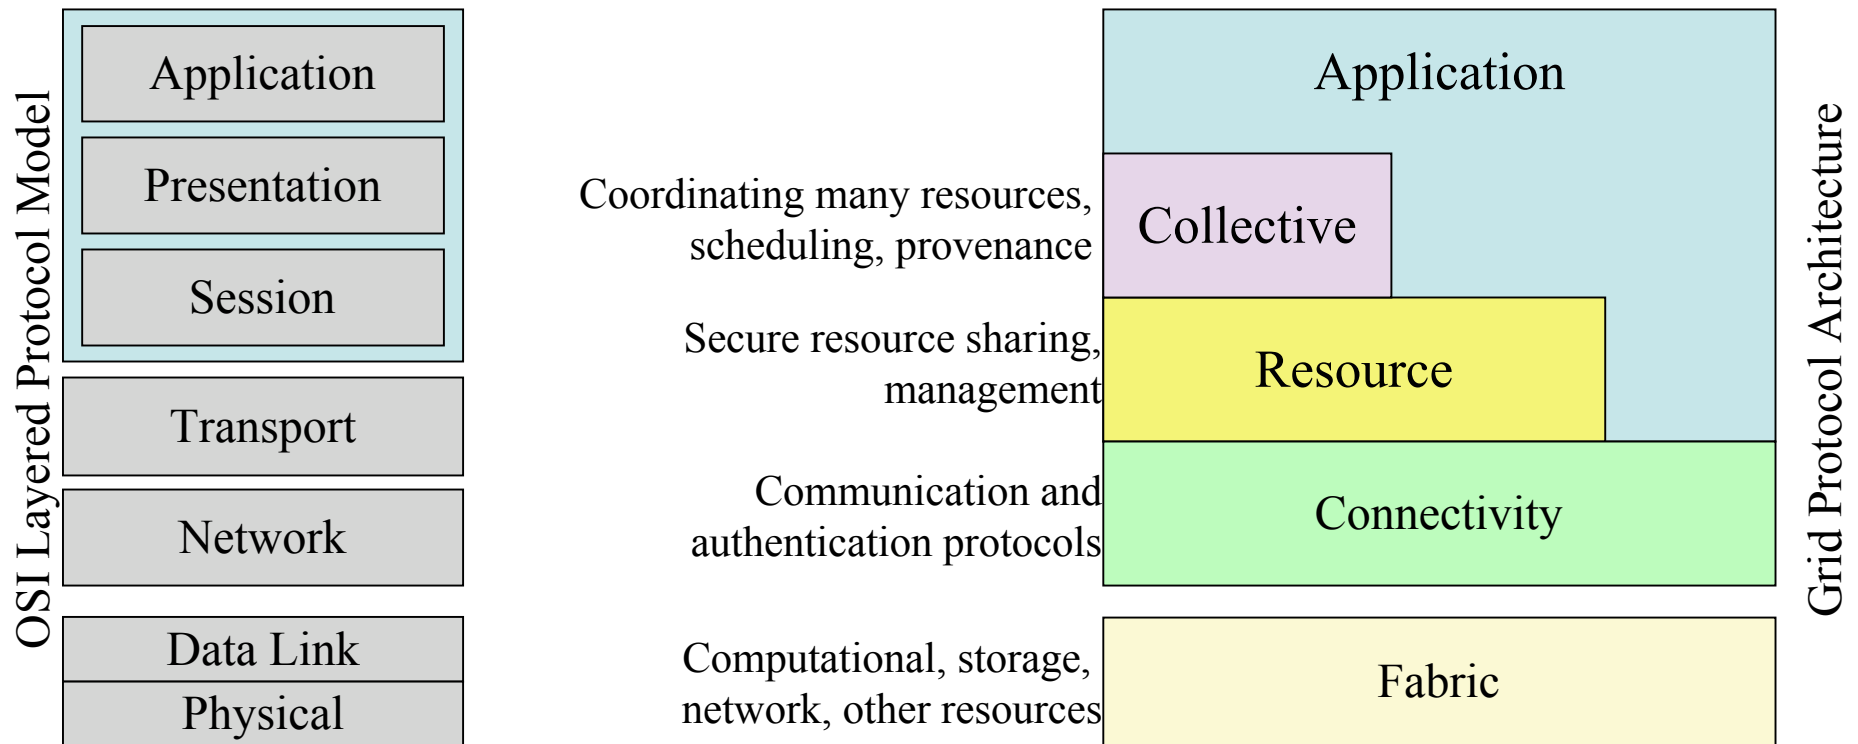 OSI Layered Protocol Model
Application
Presentation
Session
Transport
Network
Data Link
Physical
Coordinating many resources,
scheduling, provenance
Secure resource sharing,
management
Communication and
authentication protocols
Computational, storage,
network, other resources
Application
Collective
Resource
Connectivity
Fabric
Grid Protocol Architecture